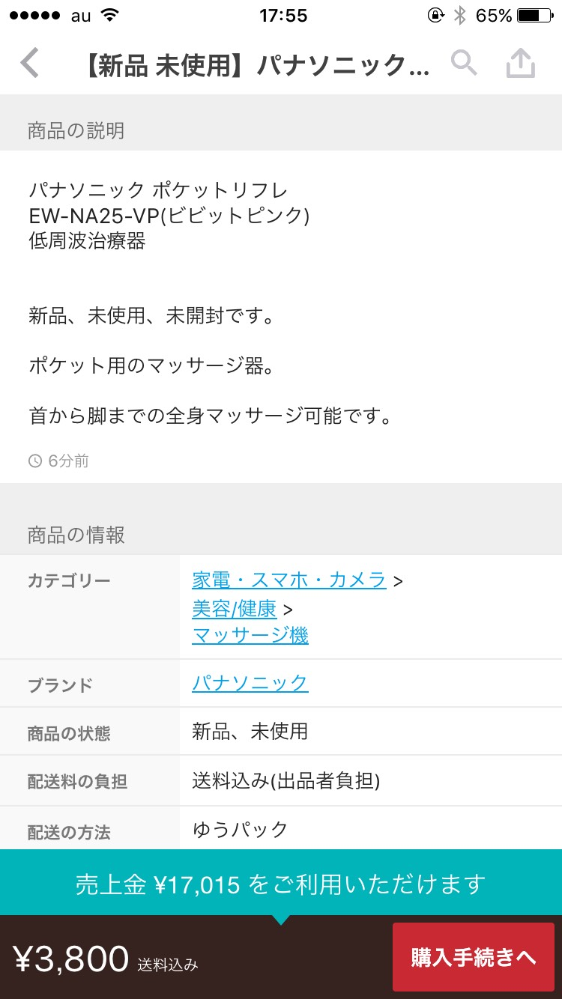 au 17:55 65%
【新品 未使用】パナソニック...
商品の説明
パナソニック ポケットリフレ
EW-NA25-VP(ビビットピンク)
低周波治療器
新品、未使用、未開封です。
ポケット用のマッサージ器。
首から脚までの全身マッサージ可能です。
6分前
商品の情報
カテゴリー
家電・スマホ・カメラ >
美容/健康 >
マッサージ機
ブランド
パナソニック
商品の状態
新品、未使用
配送料の負担
送料込み(出品者負担)
配送の方法
ゆうパック
売上金 ¥17,015 をご利用いただけます
¥3,800 送料込み
購入手続きへ